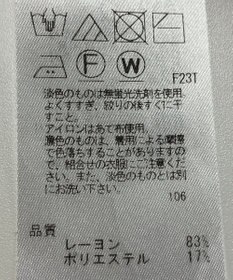 F
W
F23T
淡色のものは無蛍光洗剤を使用。
よくすすぎ、絞りの後すぐに干
すこと。
アイロンはあて布使用。
濃色のものは、着用による摩擦
で色落ちすることがありますの
で、組合せの衣服にご注意くださ
い。また、淡色のものとは別
にお洗い下さい。
106
品質
レーヨン 83%
ポリエステル 17%